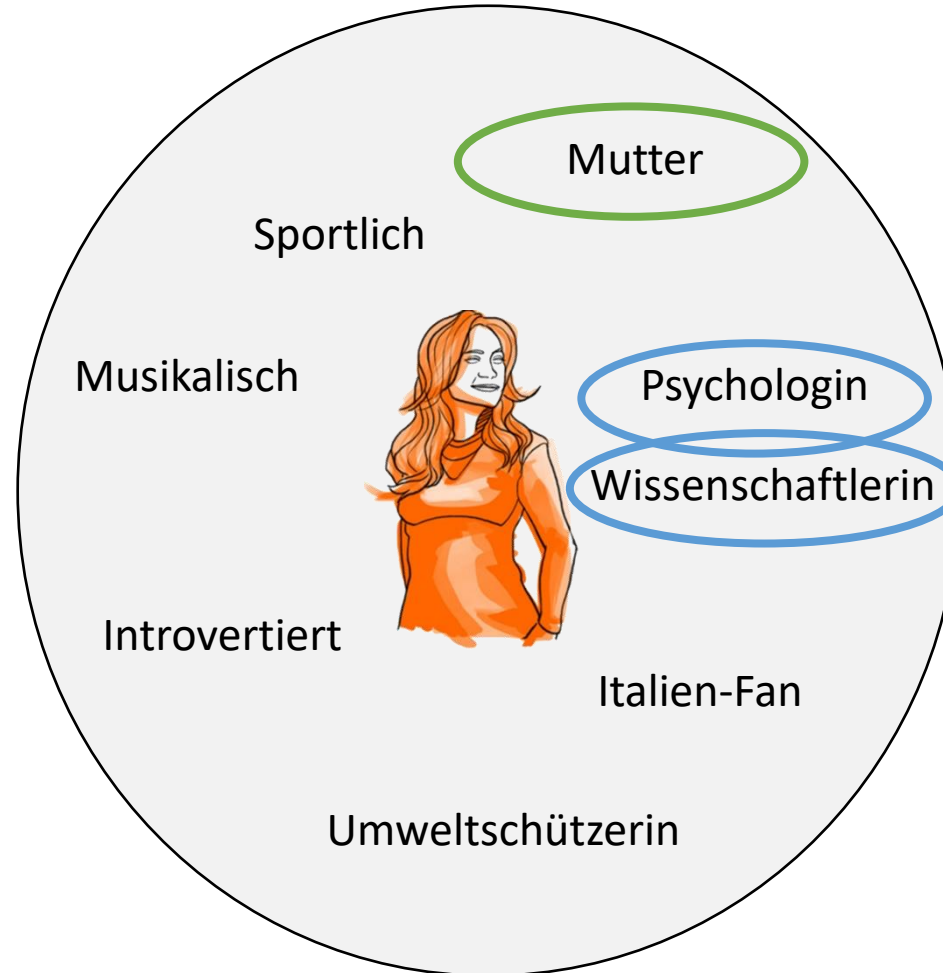 Mutter
Sportlich
Musikalisch
Psychologin
Wissenschaftlerin
Introvertiert
Italien-Fan
Umweltschützerin